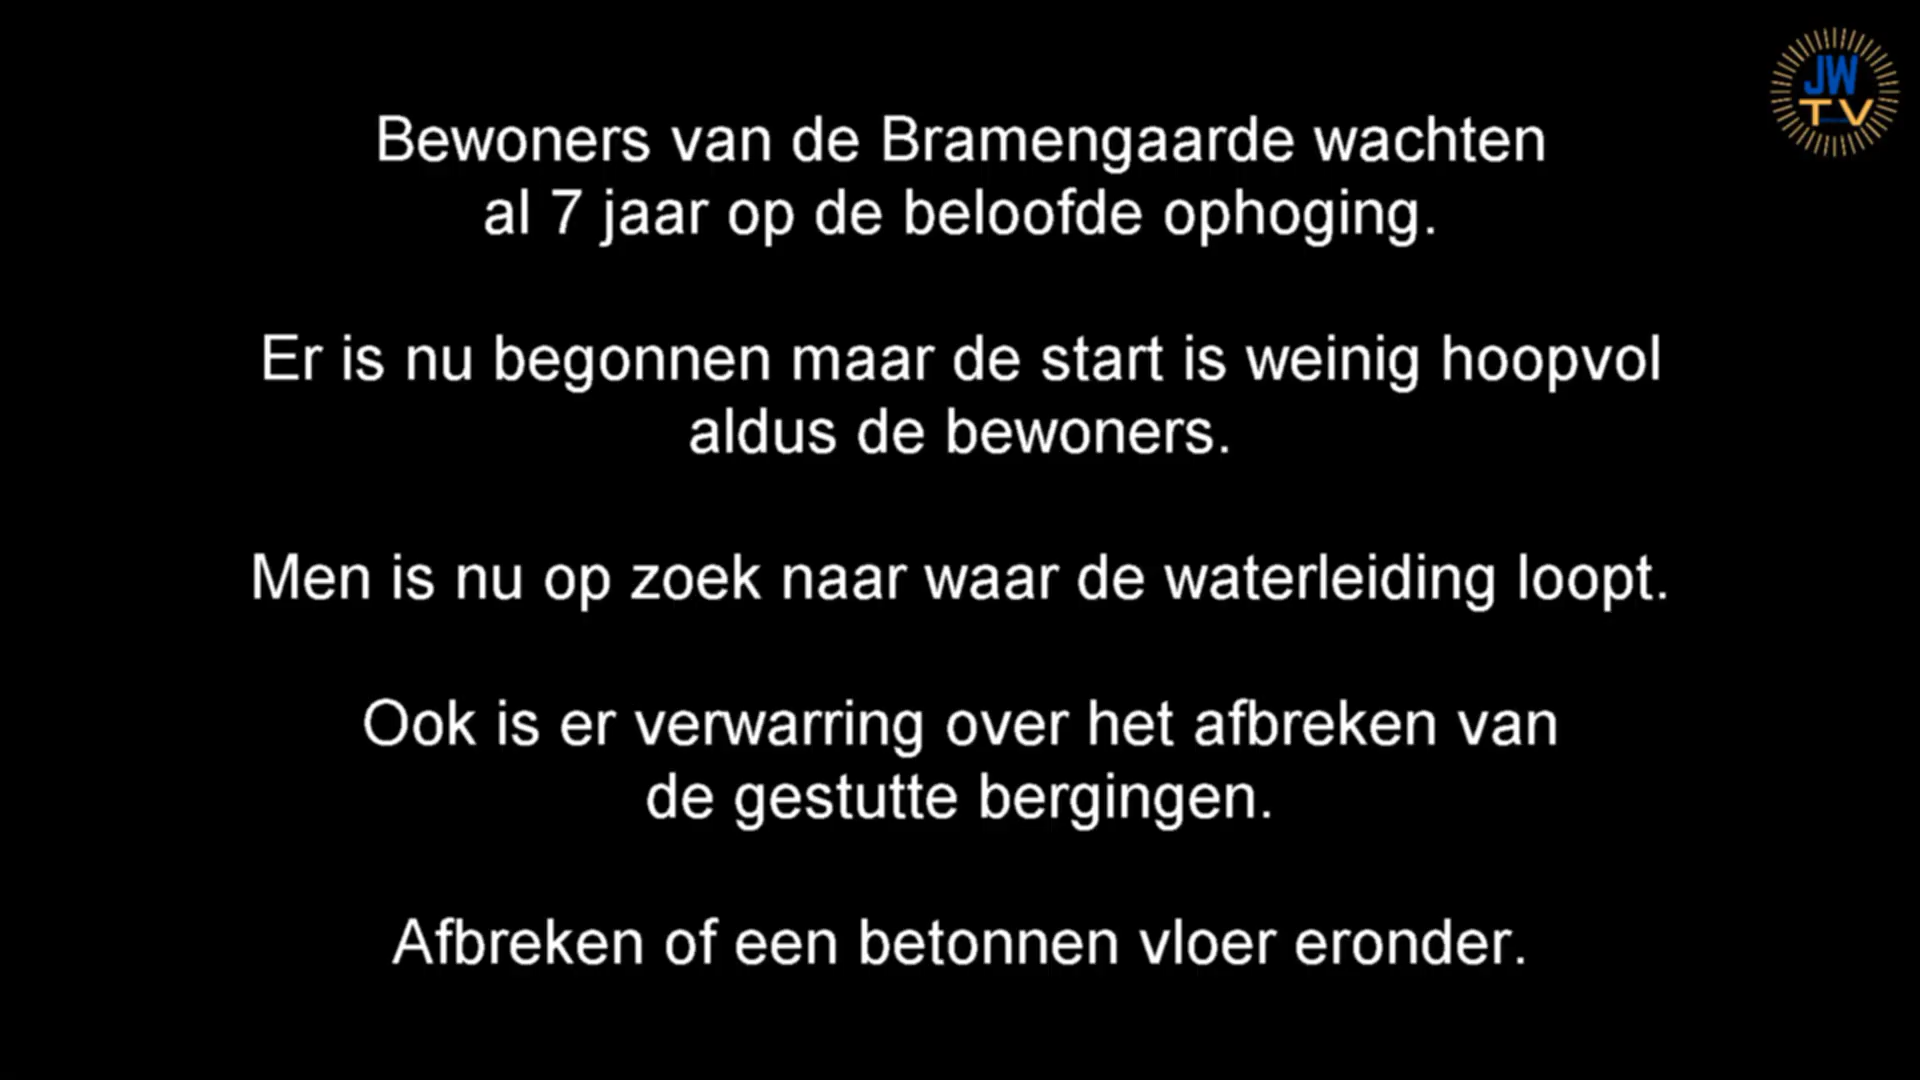 JW
TV
Bewoners van de Bramengaarde wachten
al 7 jaar op de beloofde ophoging.
Er is nu begonnen maar de start is weinig hoopvol
aldus de bewoners.
Men is nu op zoek naar waar de waterleiding loopt.
Ook is er verwarring over het afbreken van
de gestutte bergingen.
Afbreken of een betonnen vloer eronder.